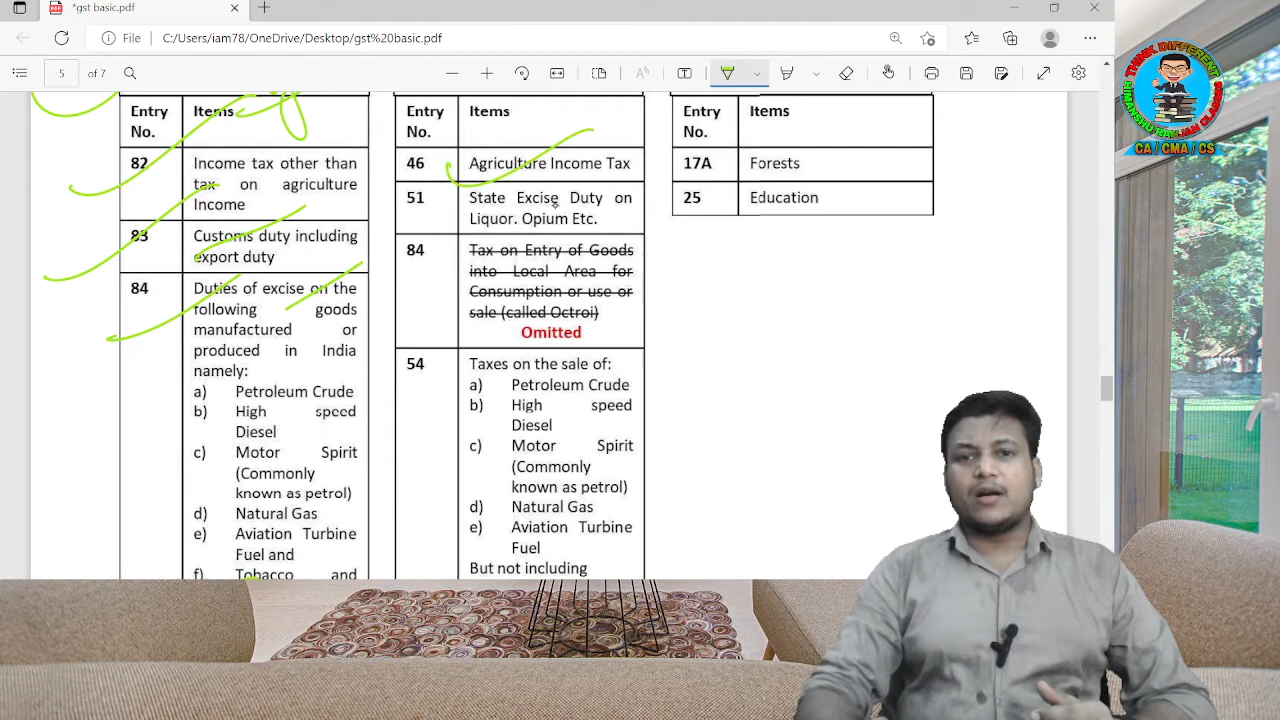 *gst basic.pdf
File
C:/Users/iam78/OneDrive/Desktop/gst%20basic.pdf
5
of 7
Entry No.
Items
82
Income tax other than
tax on agriculture
Income
83
Customs duty including
export duty
84
Duties of excise on the
following goods
manufactured or
produced in India
namely:
a) Petroleum Crude
b) High speed
Diesel
c) Motor Spirit
(Commonly
known as petrol)
d) Natural Gas
e) Aviation Turbine
Fuel and
f) Tobacco and
Entry No.
Items
46
Agriculture Income Tax
51
State Excise Duty on
Liquor. Opium Etc.
84
Tax on Entry of Goods
into Local Area for
Consumption or use or
sale (called Octroi)
Omitted
54
Taxes on the sale of:
a) Petroleum Crude
b) High speed
Diesel
c) Motor Spirit
(Commonly
known as petrol)
d) Natural Gas
e) Aviation Turbine
Fuel
But not including
Entry No.
Items
17A
Forests
25
Education
THINK DIFFERENT
HIMANSHU RANJAN CLASSES
CA / CMA / CS